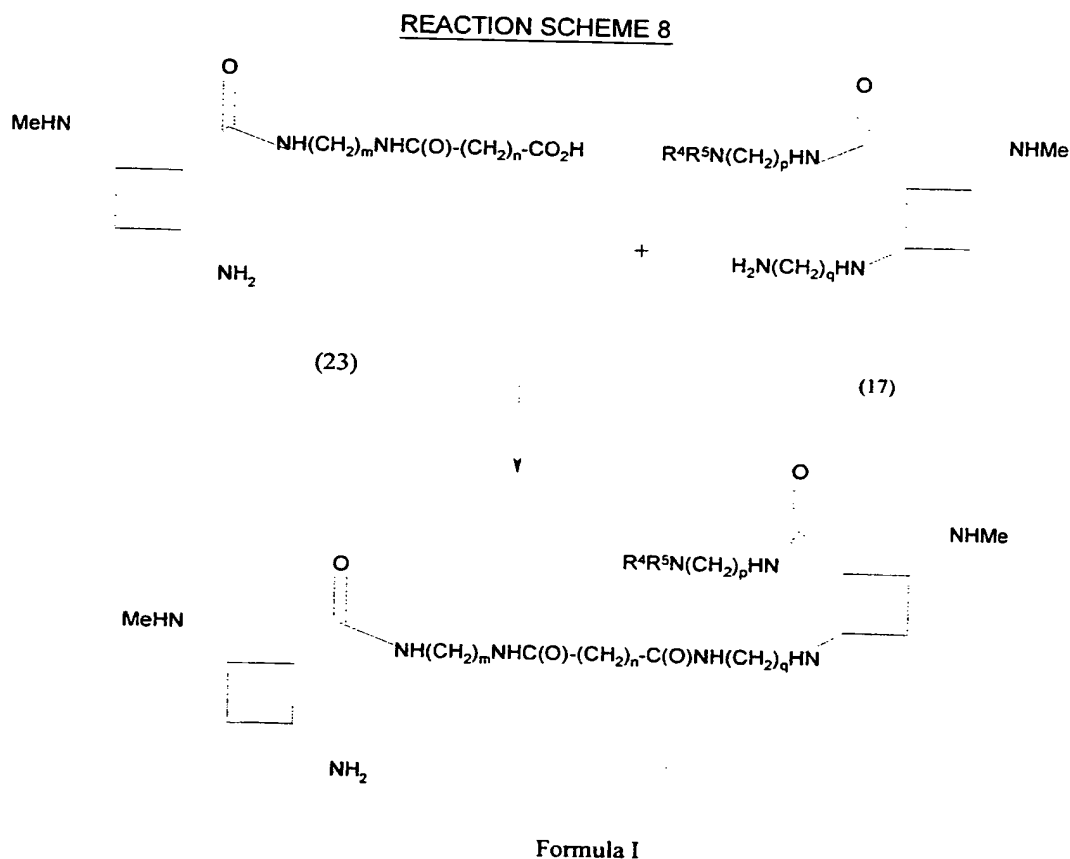 REACTION SCHEME 8
O
O
MeHN
NH(CH₂)ₘNHC(O)-(CH₂)ₙ-CO₂H
R⁴R⁵N(CH₂)ₚHN
NHMe
+
NH₂
H₂N(CH₂)qHN
(23)
(17)
O
NHMe
O
R⁴R⁵N(CH₂)ₚHN
MeHN
NH(CH₂)ₘNHC(O)-(CH₂)ₙ-C(O)NH(CH₂)qHN
NH₂
Formula I